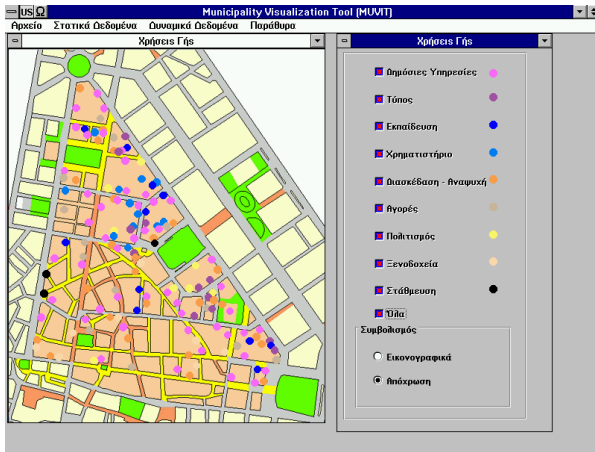 US Ω Municipality Visualization Tool (MUVIT)
Αρχείο Στατικά Δεδομένα Δυναμικά Δεδομένα Παράθυρα
Χρήσεις Γής
Χρήσεις Γής
Δημόσιες Υπηρεσίες
Τύπος
Εκπαίδευση
Χρηματιστήριο
Διασκέδαση - Αναψυχή
Αγορές
Πολιτισμός
Ξενοδοχεία
Στάθμευση
Όλα
Συμβολισμός
Εικονογραφικά
Απόχρωση